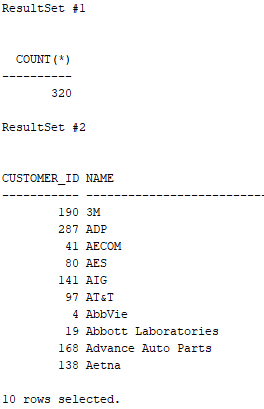 ResultSet #1
COUNT(*)
----------
320
ResultSet #2
CUSTOMER_ID NAME
----------- --------------------------
190 3M
287 ADP
41 AECOM
80 AES
141 AIG
97 AT&T
4 AbbVie
19 Abbott Laboratories
168 Advance Auto Parts
138 Aetna
10 rows selected.